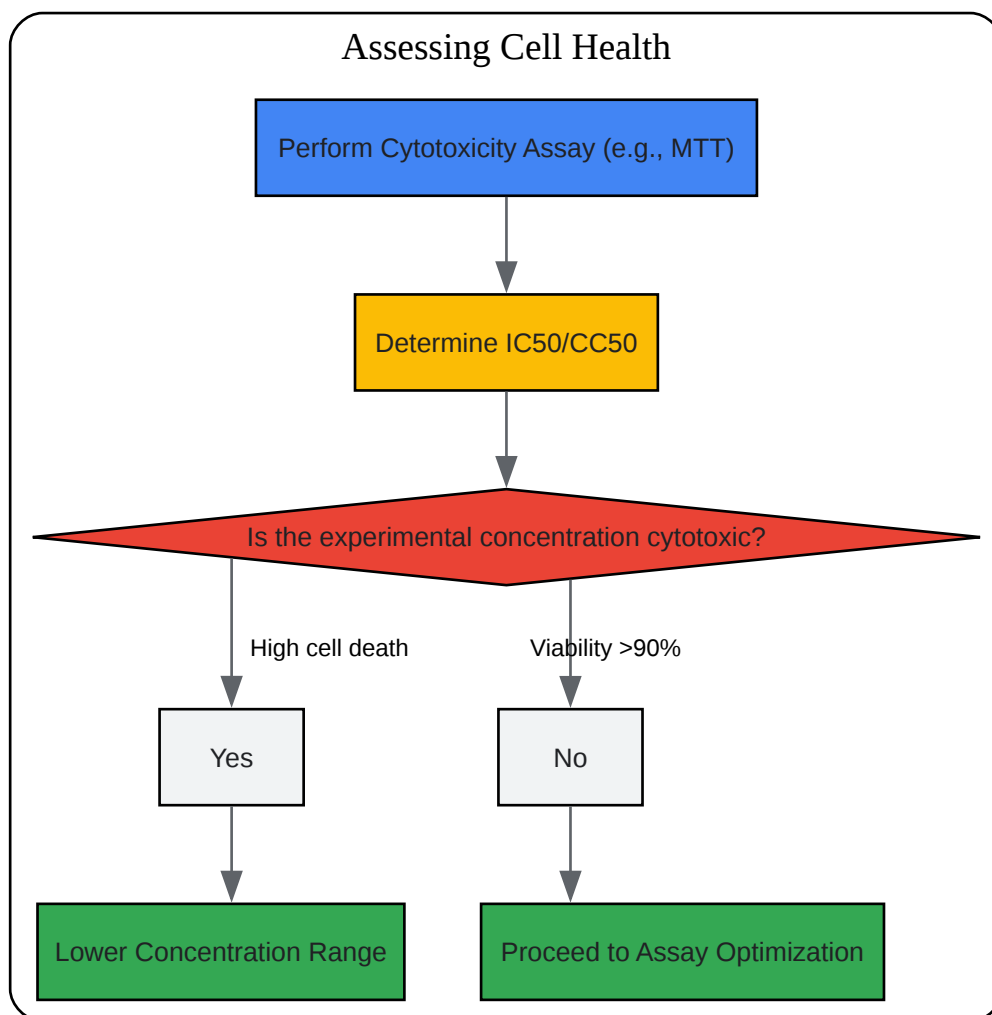 Assessing Cell Health
Perform Cytotoxicity Assay (e.g., MTT)
Determine IC50/CC50
Is the experimental concentration cytotoxic?
High cell death
Viability >90%
Yes
No
Lower Concentration Range
Proceed to Assay Optimization